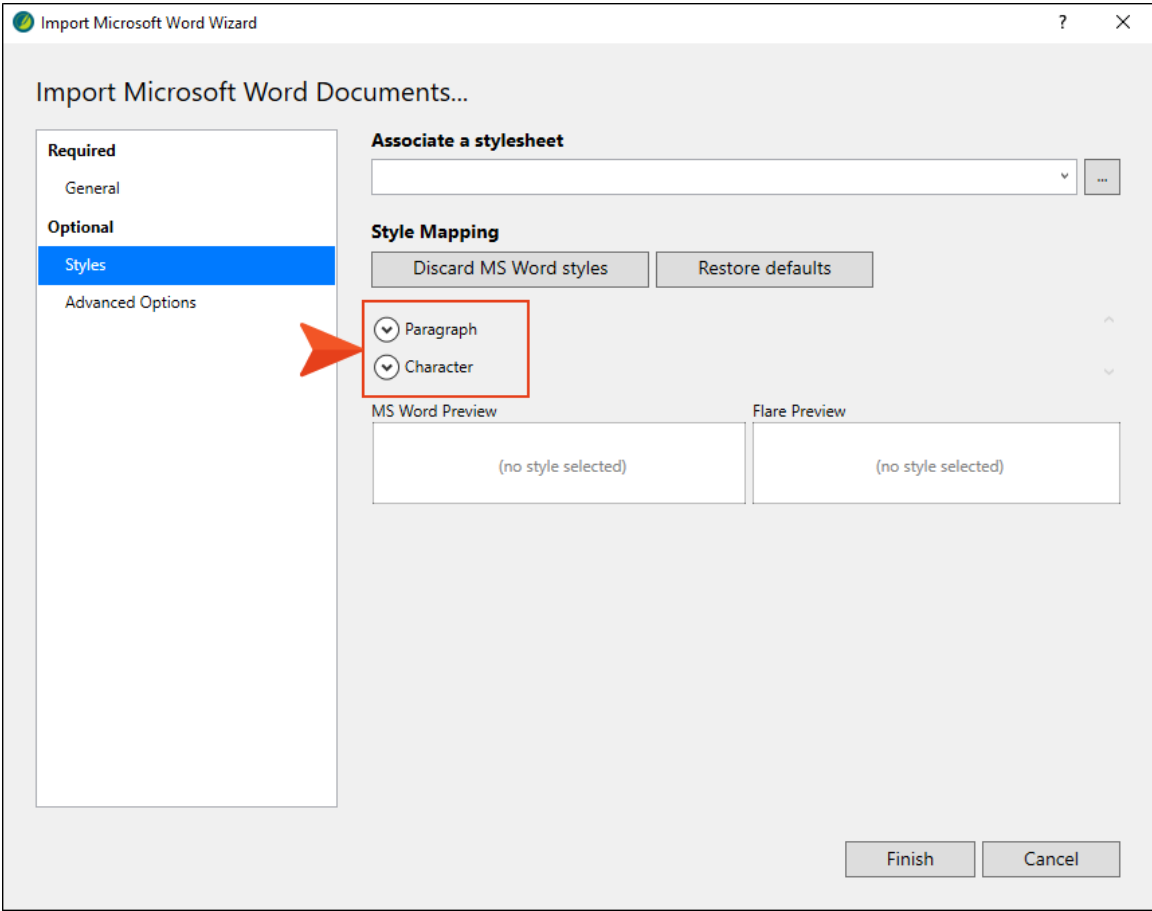 Import Microsoft Word Wizard
?
Import Microsoft Word Documents...
Required
General
Optional
Styles
Advanced Options
Associate a stylesheet
...
Style Mapping
Discard MS Word styles
Restore defaults
Paragraph
Character
MS Word Preview
Flare Preview
(no style selected)
(no style selected)
Finish
Cancel